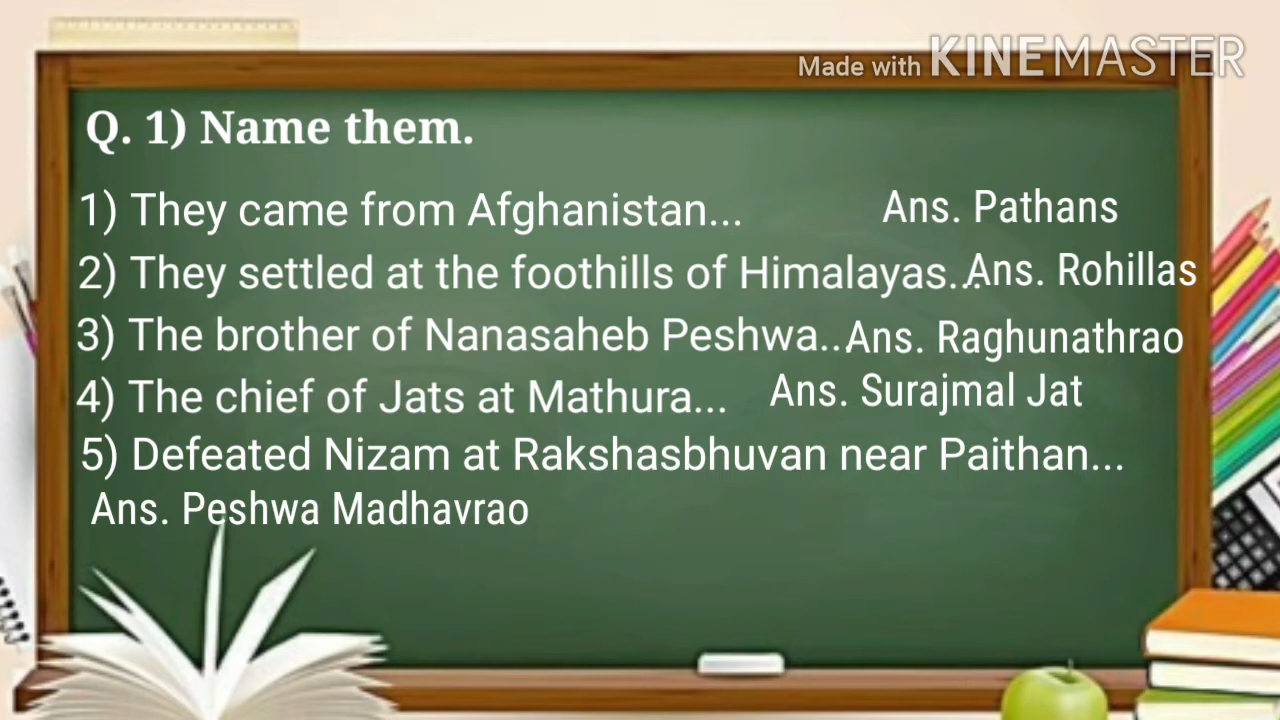 Made with KINEMASTER
Q. 1) Name them.
1) They came from Afghanistan... Ans. Pathans
2) They settled at the foothills of Himalayas... Ans. Rohillas
3) The brother of Nanasaheb Peshwa... Ans. Raghunathrao
4) The chief of Jats at Mathura... Ans. Surajmal Jat
5) Defeated Nizam at Rakshasbhuvan near Paithan...
Ans. Peshwa Madhavrao